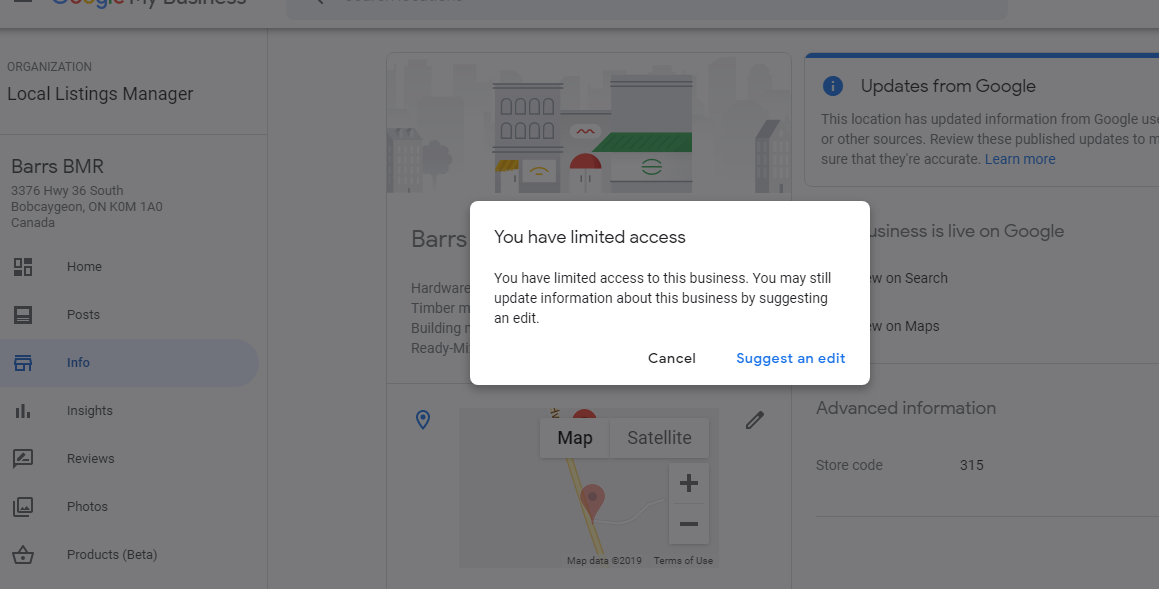 Google My Business
Search locations
ORGANIZATION
Local Listings Manager
Barrs BMR
3376 Hwy 36 South
Bobcaygeon, ON K0M 1A0
Canada
Home
Posts
Info
Insights
Reviews
Photos
Products (Beta)
Barrs
Hardware
Timber m
Building
Ready-Mi
You have limited access
You have limited access to this business. You may still
update information about this business by suggesting
an edit.
Cancel Suggest an edit
Map Satellite
+
−
Map data ©2019 Terms of Use
Updates from Google
This location has updated information from Google use
or other sources. Review these published updates to m
sure that they're accurate. Learn more
usiness is live on Google
ew on Search
ew on Maps
Advanced information
Store code 315